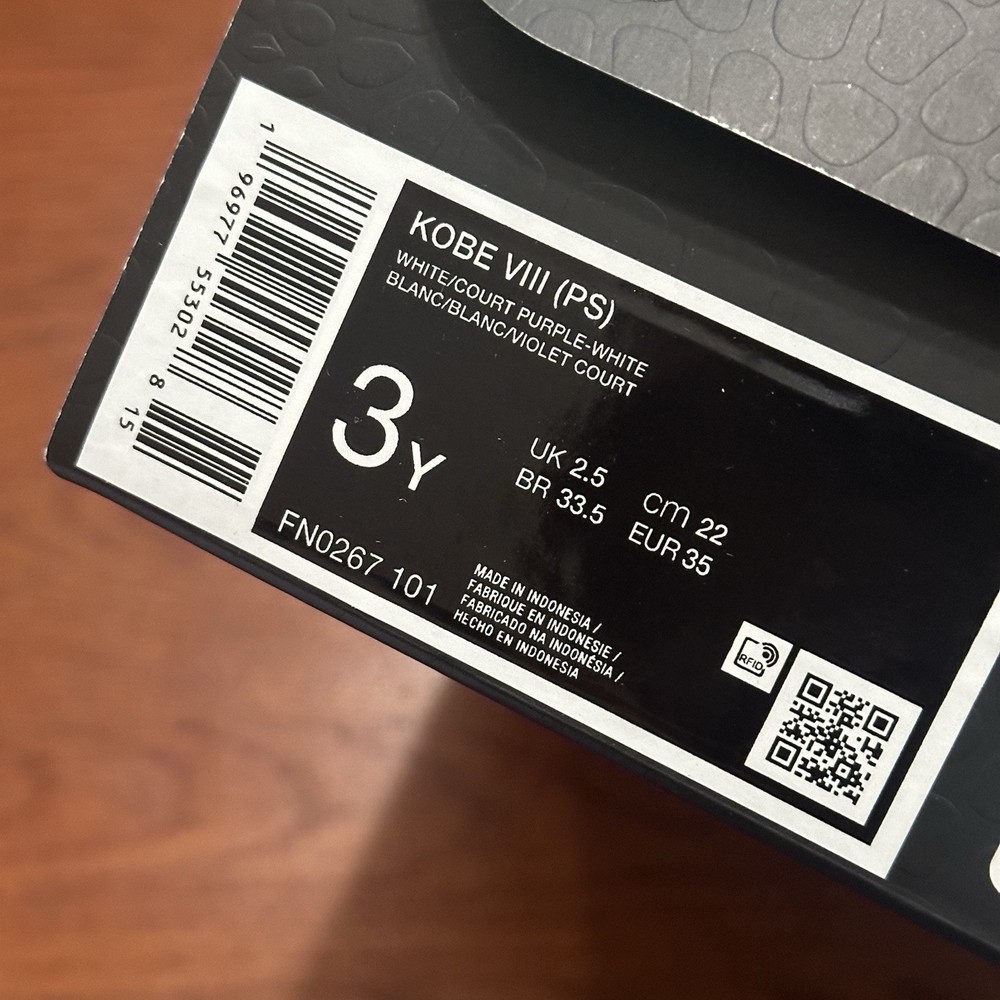 1 96977 55302 8 15
KOBE VIII (PS)
WHITE/COURT PURPLE-WHITE
BLANC/BLANC/VIOLET COURT
3Y
UK 2.5
BR 33.5
cm 22
EUR 35
FN0267 101
MADE IN INDONESIA /
FABRIQUE EN INDONESIE /
FABRICADO NA INDONÉSIA /
HECHO EN INDONESIA
RFID